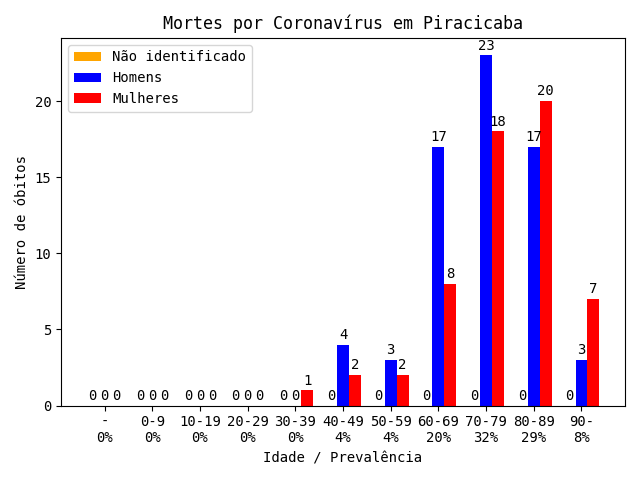 Mortes por Coronavírus em Piracicaba
Não identificado
Homens
Mulheres
Número de óbitos
20
15
10
5
0
0 0 0
0 0 0
0 0 0
0 0 0
0 0 1
0 4 2
0 3 2
0 17 8
0 23 18
0 17 20
0 3 7
- 0-9 10-19 20-29 30-39 40-49 50-59 60-69 70-79 80-89 90-
0% 0% 0% 0% 0% 4% 4% 20% 32% 29% 8%
Idade / Prevalência